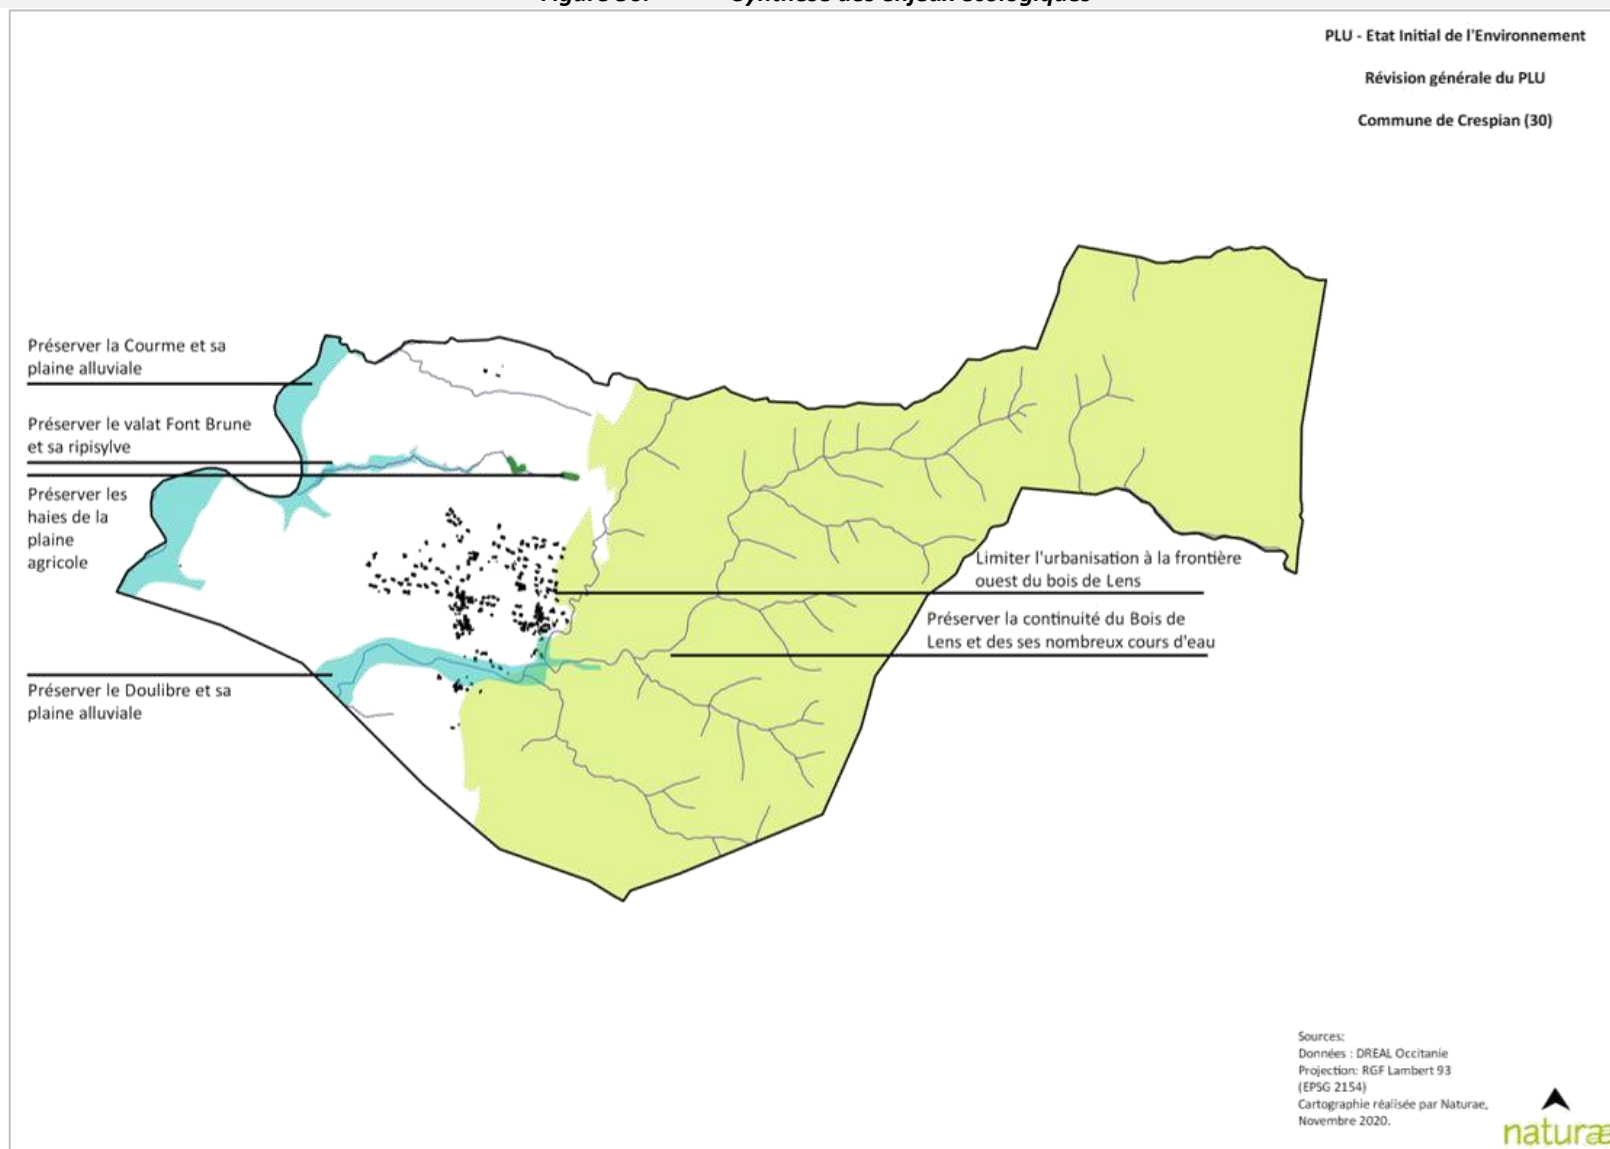 synthèse des enjeux écologiques
PLU - Etat Initial de l'Environnement
Révision générale du PLU
Commune de Crespian (30)
Préserver la Courme et sa
plaine alluviale
Préserver le valat Font Brune
et sa ripisylve
Préserver les
haies de la
plaine
agricole
Limiter l'urbanisation à la frontière
ouest du bois de Lens
Préserver la continuité du Bois de
Lens et des ses nombreux cours d'eau
Préserver le Doulibre et sa
plaine alluviale
Sources:
Données : DREAL Occitanie
Projection: RGF Lambert 93
(EPSG 2154)
Cartographie réalisée par Naturae,
Novembre 2020.
naturæ